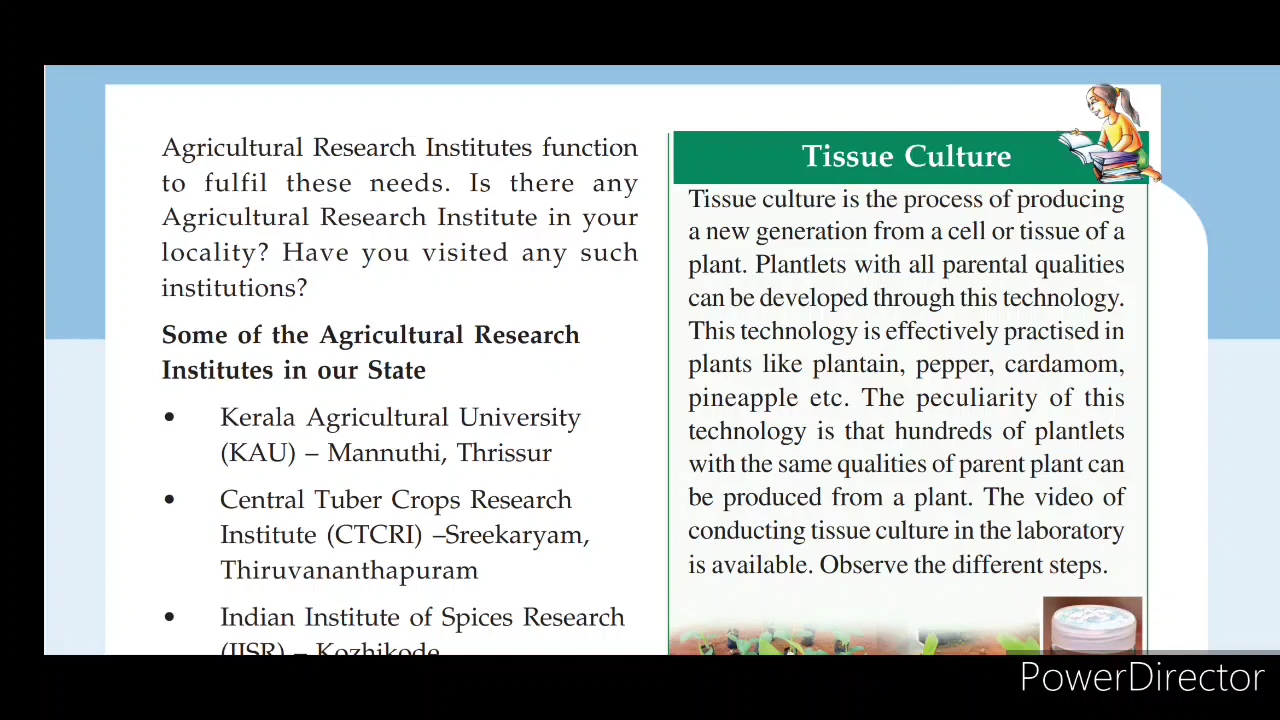 Agricultural Research Institutes function
to fulfil these needs. Is there any
Agricultural Research Institute in your
locality? Have you visited any such
institutions?
Some of the Agricultural Research
Institutes in our State
• Kerala Agricultural University
(KAU) – Mannuthi, Thrissur
• Central Tuber Crops Research
Institute (CTCRI) –Sreekaryam,
Thiruvananthapuram
• Indian Institute of Spices Research
(IISR) – Kozhikode
Tissue Culture
Tissue culture is the process of producing
a new generation from a cell or tissue of a
plant. Plantlets with all parental qualities
can be developed through this technology.
This technology is effectively practised in
plants like plantain, pepper, cardamom,
pineapple etc. The peculiarity of this
technology is that hundreds of plantlets
with the same qualities of parent plant can
be produced from a plant. The video of
conducting tissue culture in the laboratory
is available. Observe the different steps.
PowerDirector